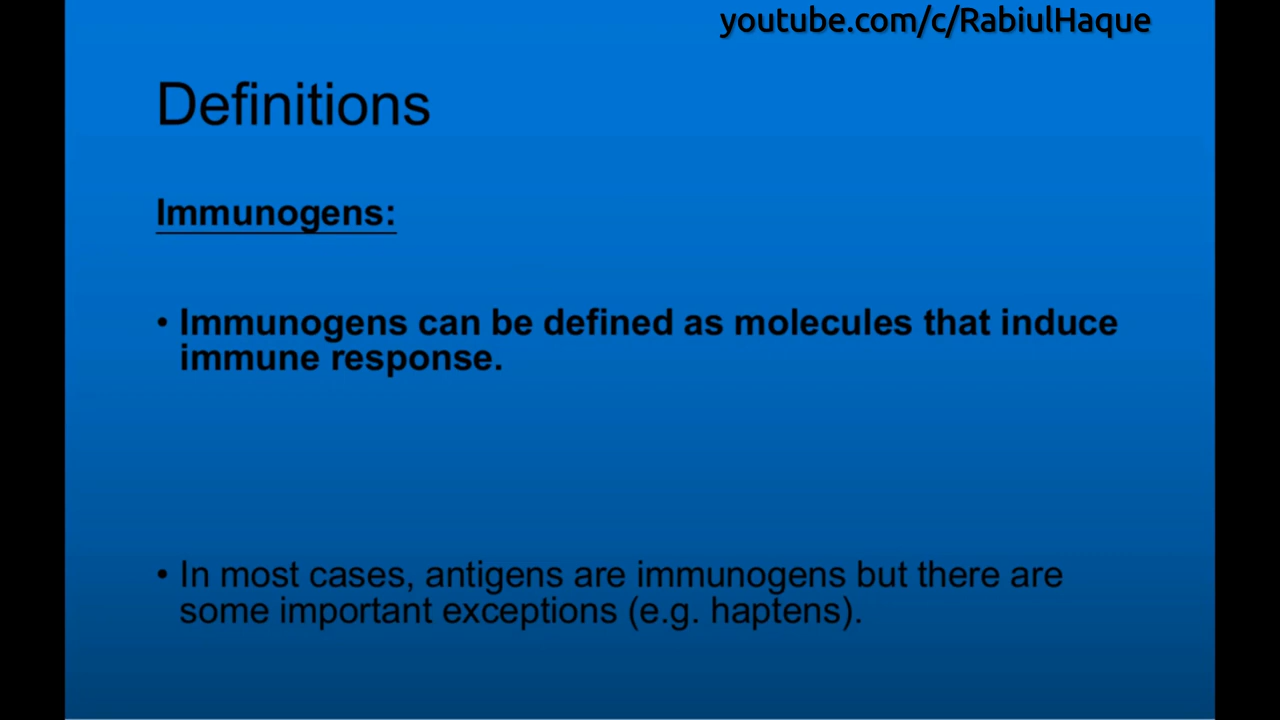 youtube.com/c/RabiulHaque
Definitions
Immunogens:
• Immunogens can be defined as molecules that induce
immune response.
• In most cases, antigens are immunogens but there are
some important exceptions (e.g. haptens).